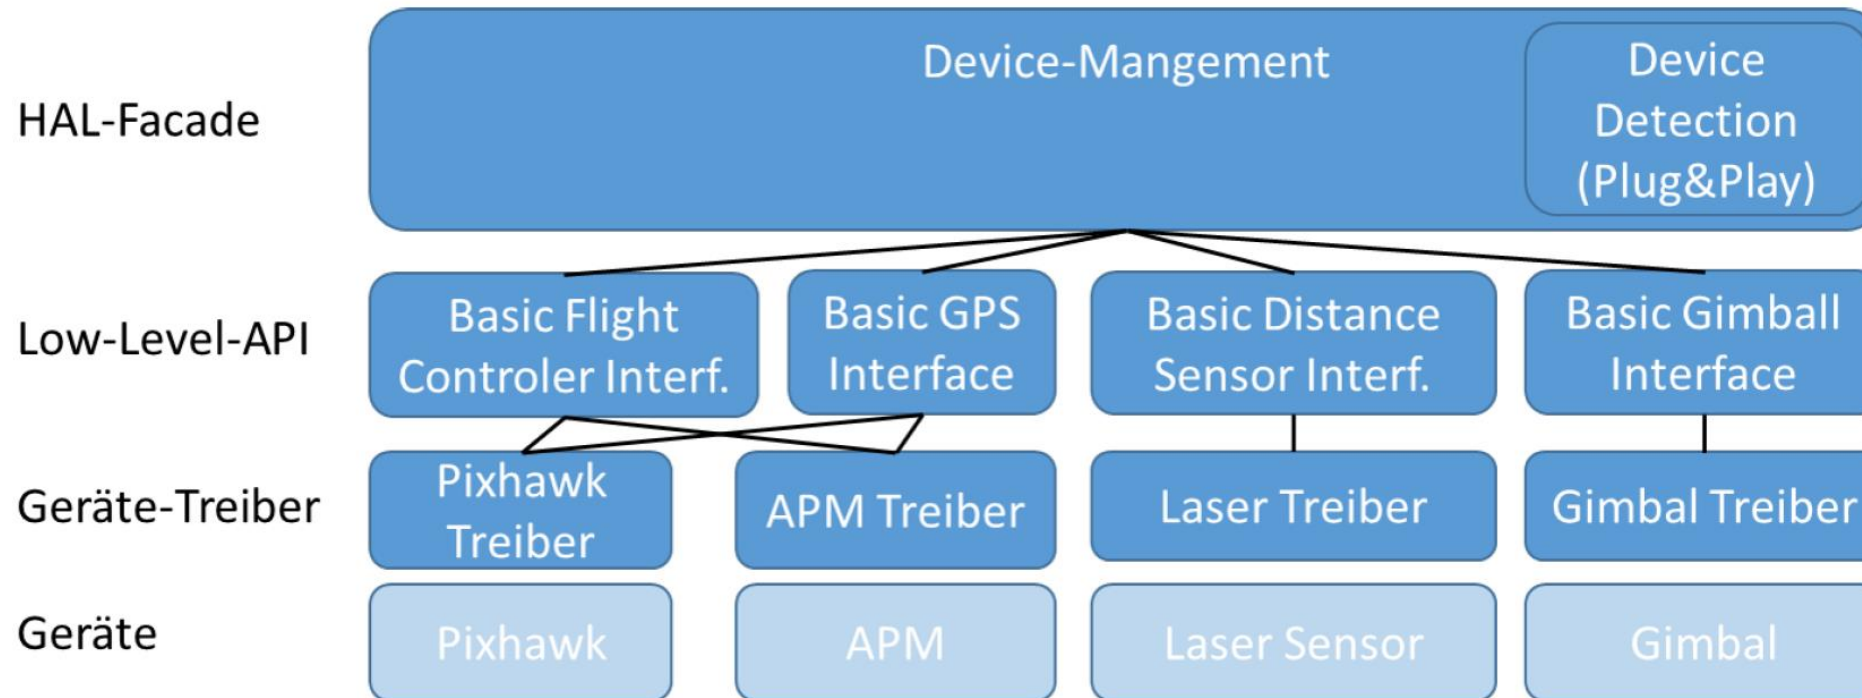 HAL-Facade
Device-Mangement
Device
Detection
(Plug&Play)
Low-Level-API
Basic Flight
Controler Interf.
Basic GPS
Interface
Basic Distance
Sensor Interf.
Basic Gimball
Interface
Geräte-Treiber
Pixhawk
Treiber
APM Treiber
Laser Treiber
Gimbal Treiber
Geräte
Pixhawk
APM
Laser Sensor
Gimbal